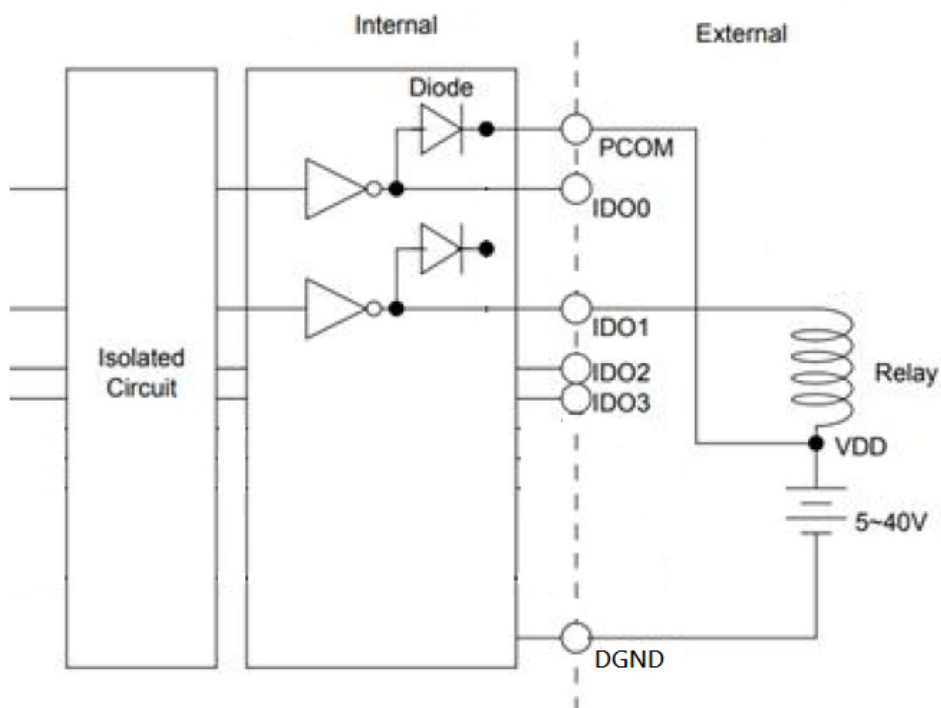 Internal
External
Diode
PCOM
IDO0
IDO1
Isolated
Circuit
IDO2
IDO3
Relay
VDD
5~40V
DGND